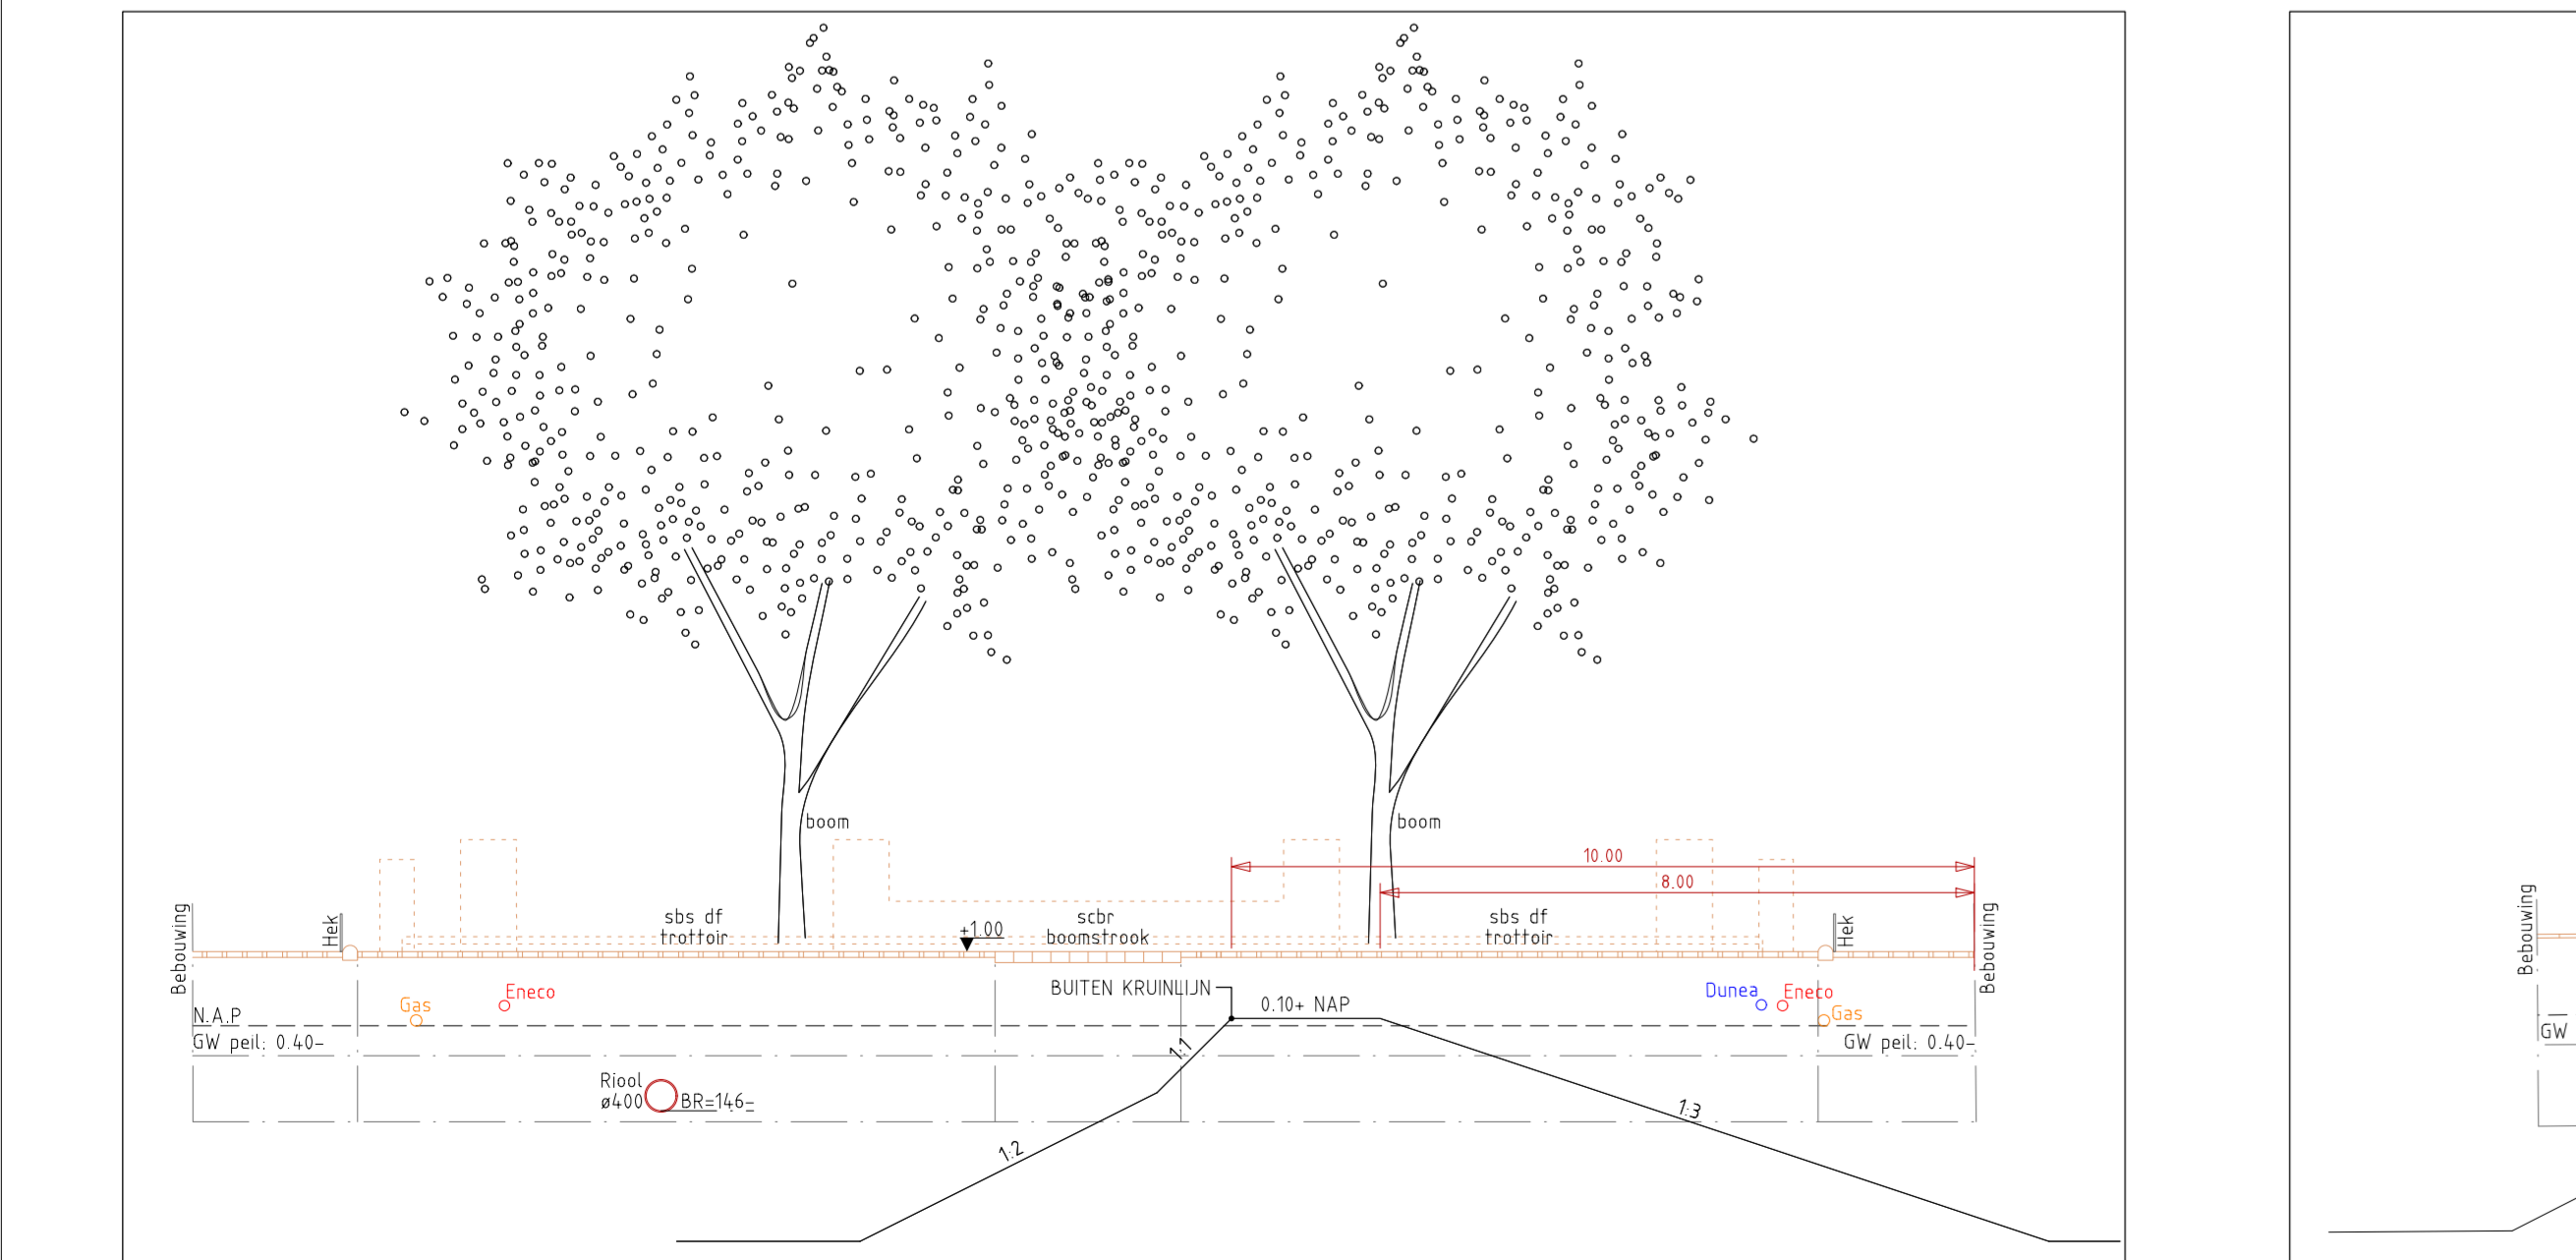 boom
boom
10.00
8.00
Bebouwing
Hek
sbs df
trottoir
+1.00
scbr
boomstrook
sbs df
trottoir
Hek
Bebouwing
Bebouwing
Gas
Eneco
BUITEN KRUINLIJN
0.10+ NAP
Dunea
Eneco
Gas
N.A.P
GW peil: 0.40-
GW peil: 0.40-
GW
1:1
Riool
ø400
BR=146-
1:2
1:3